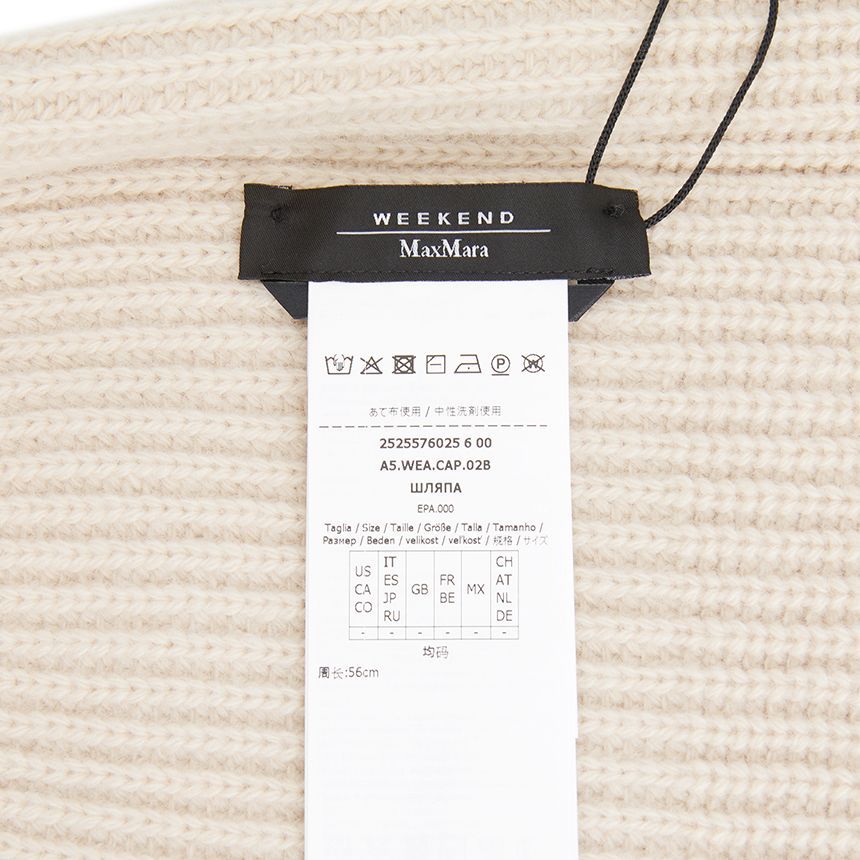 WEEKEND
MaxMara
あて布使用 / 中性洗剤使用
2525576025 6 00
A5.WEA.CAP.02B
ШЛЯПА
EPA.000
Taglia / Size / Taille / Größe / Talla / Tamanho /
Размер / Beden / velikost / veľkosť / 规格 / サイズ
US CA CO
IT ES JP RU
GB
FR BE
MX
CH AT NL DE
- - - - - -
均码
周长:56cm